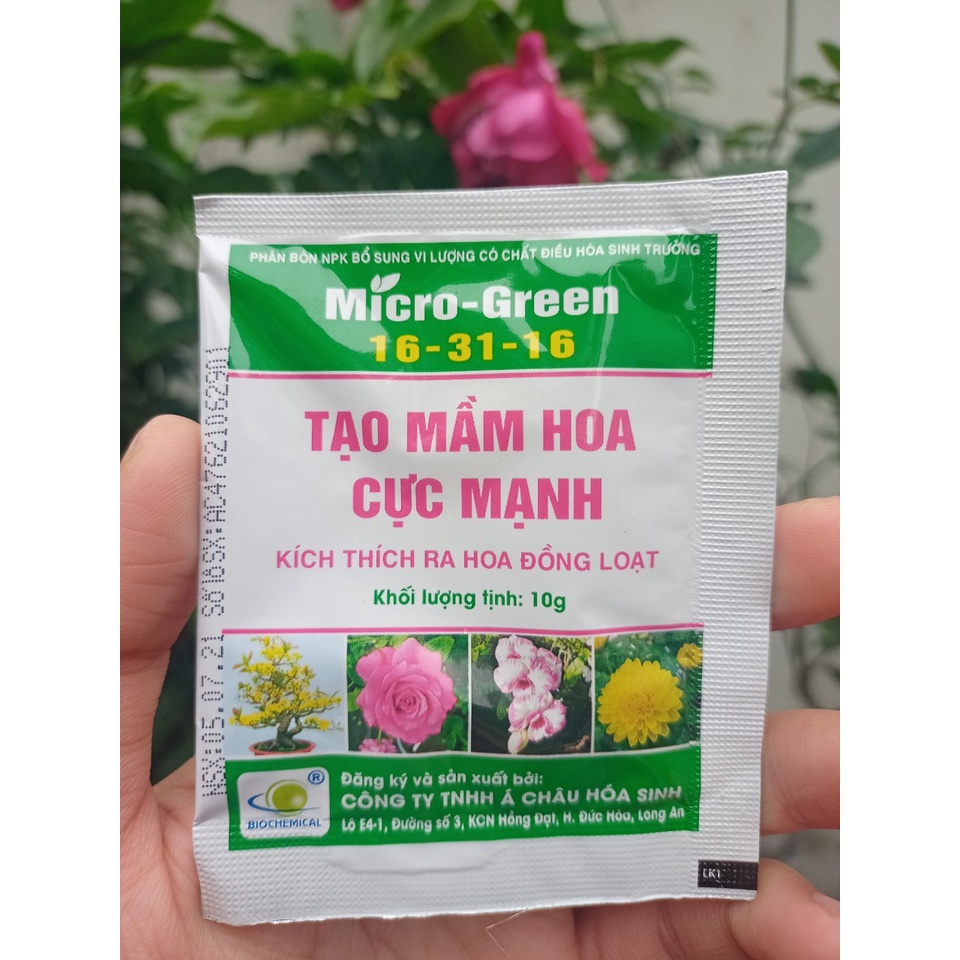 PHÂN BÓN NPK BỔ SUNG VI LƯỢNG CÓ CHẤT ĐIỀU HÒA SINH TRƯỞNG
Micro-Green
16-31-16
TẠO MẦM HOA
CỰC MẠNH
KÍCH THÍCH RA HOA ĐỒNG LOẠT
Khối lượng tịnh: 10g
®
BIOCHEMICAL
Đăng ký và sản xuất bởi:
CÔNG TY TNHH Á CHÂU HÓA SINH
Lô E4-1, Đường số 3, KCN Hồng Đạt, H. Đức Hòa, Long An
NSX:05.07.21